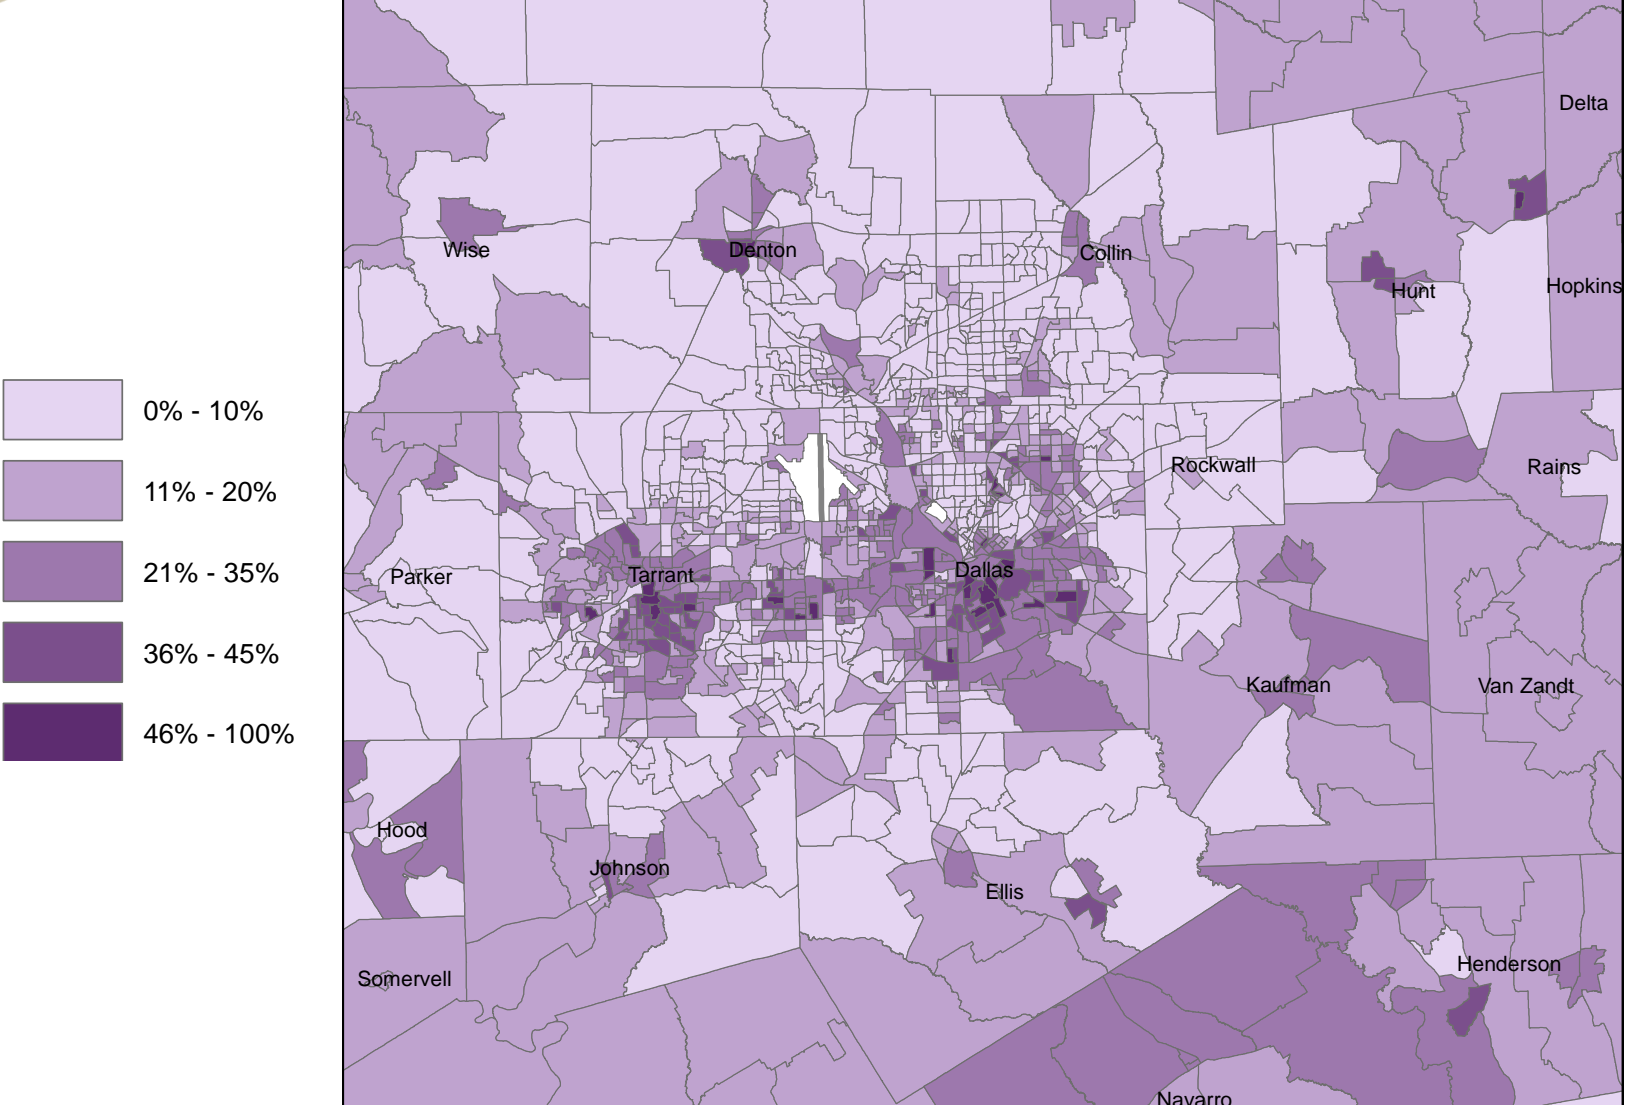 0% - 10%
11% - 20%
21% - 35%
36% - 45%
46% - 100%
Delta
Wise
Denton
Collin
Hunt
Hopkins
Rockwall
Rains
Parker
Tarrant
Dallas
Kaufman
Van Zandt
Hood
Johnson
Ellis
Somervell
Henderson
Navarro